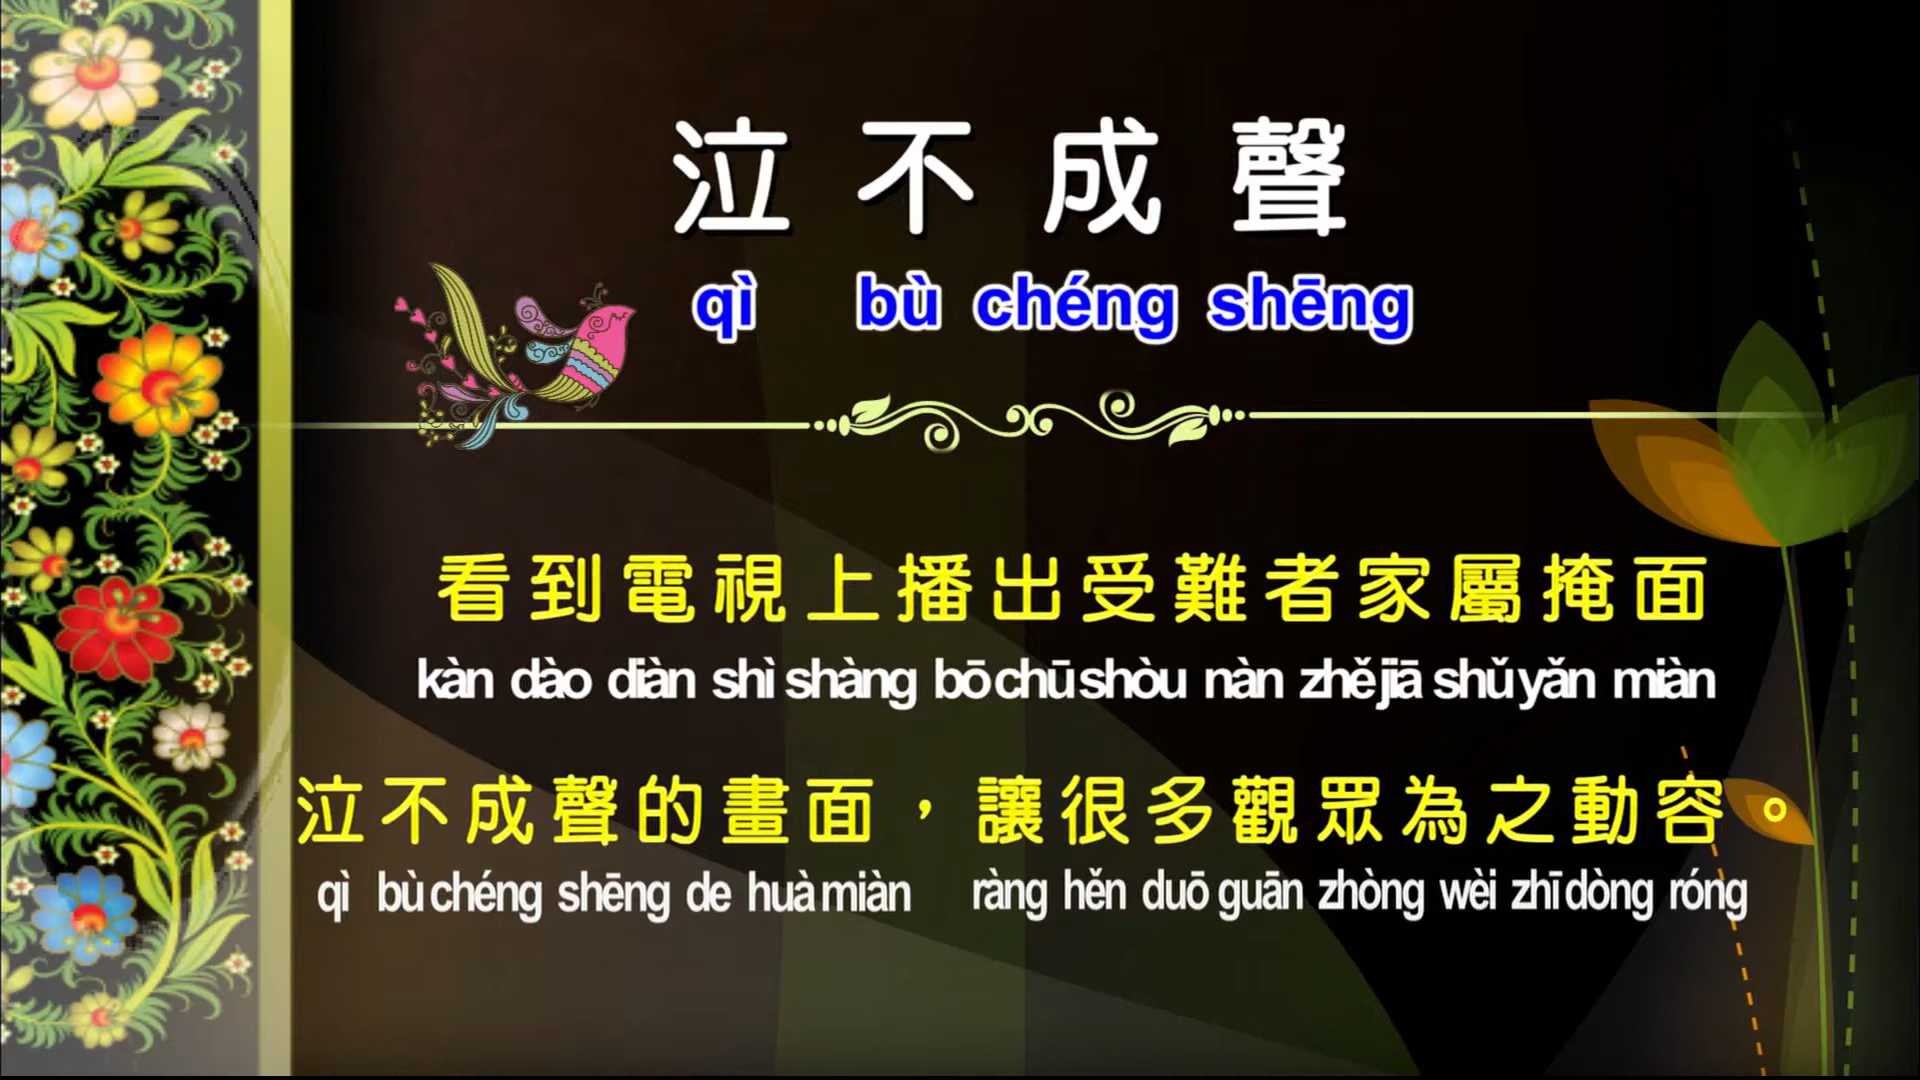 泣不成聲
qì bù chéng shēng
看到電視上播出受難者家屬掩面
kàn dào diàn shì shàng bō chū shòu nàn zhě jiā shǔ yǎn miàn
泣不成聲的畫面，讓很多觀眾為之動容。
qì bù chéng shēng de huà miàn ràng hěn duō guān zhòng wèi zhī dòng róng